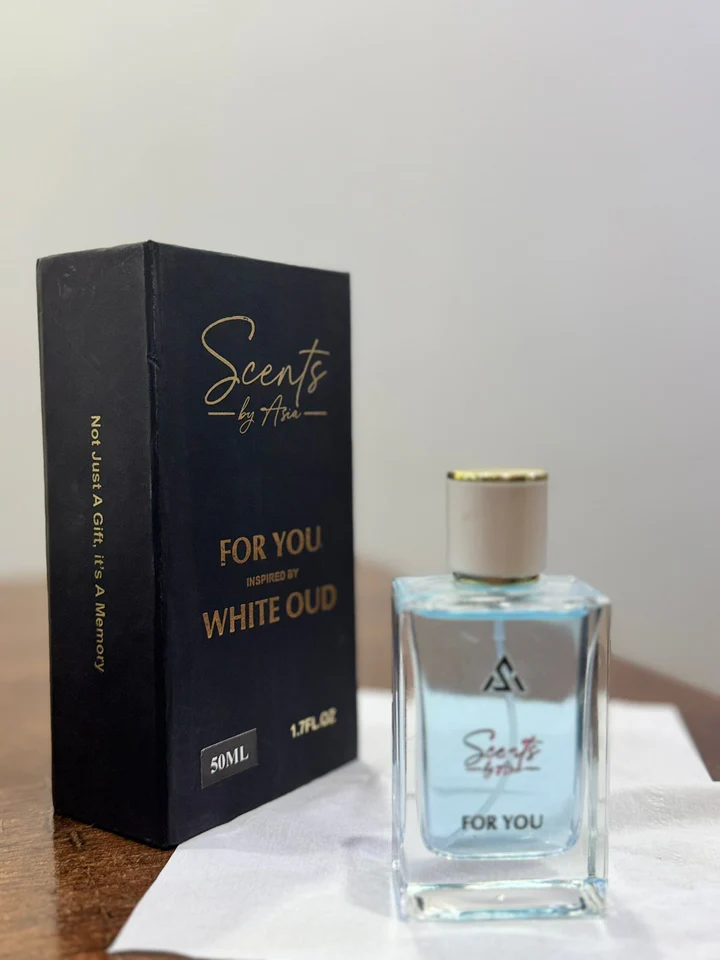 Not Just A Gift, it's A Memory
Scents
by Asia
FOR YOU
INSPIRED BY
WHITE OUD
50ML
1.7FL.OZ
Scents
FOR YOU